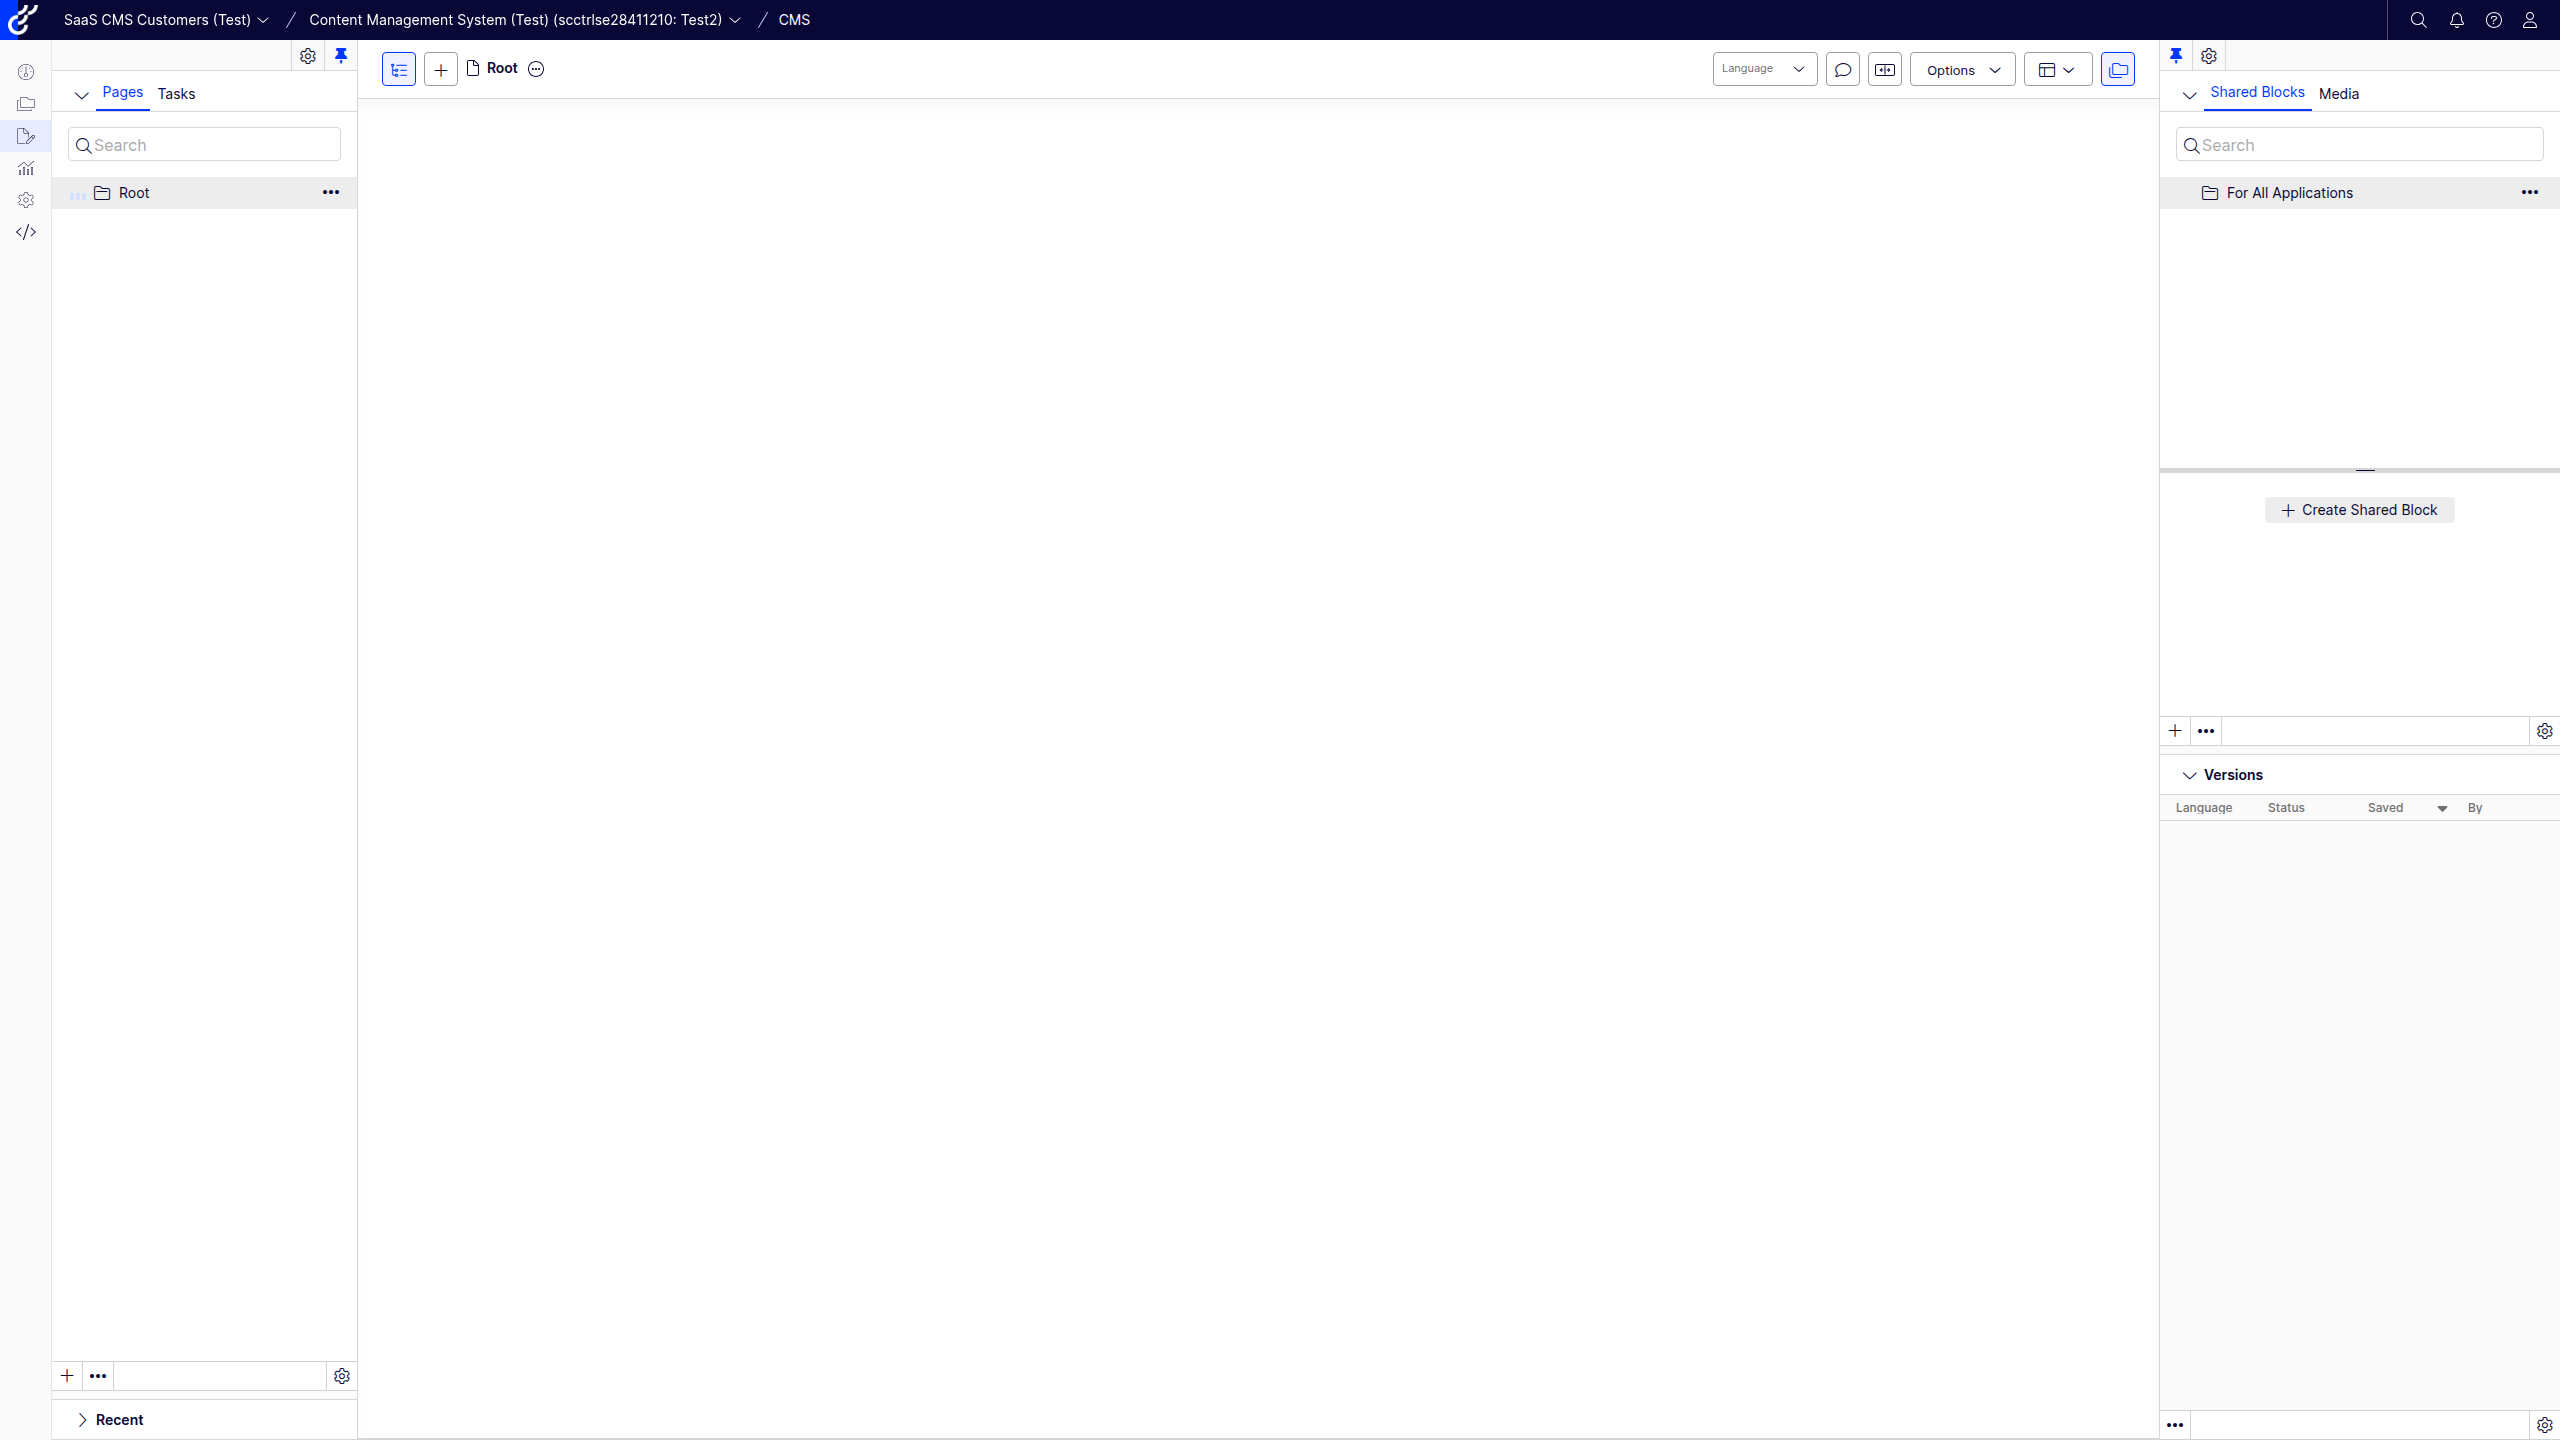 SaaS CMS Customers (Test) / Content Management System (Test) (scctrlse28411210: Test2) / CMS
Pages Tasks
Search
Root
Recent
Root
Language
Options
Shared Blocks Media
Search
For All Applications
Create Shared Block
Versions
Language Status Saved By